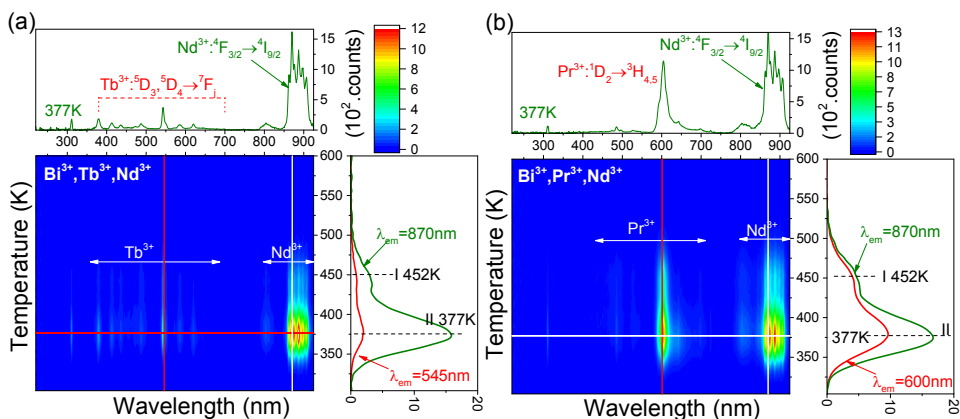 (a)
Nd³⁺:⁴F₃/₂→⁴I₉/₂
Tb³⁺:⁵D₃,⁵D₄→⁷Fⱼ
377K
15
10
5
0
(10².counts)
12
10
8
6
4
2
0
300 400 500 600 700 800 900
Bi³⁺,Tb³⁺,Nd³⁺
Tb³⁺
Nd³⁺
Temperature (K)
600
550
500
450
400
350
Wavelength (nm)
λem=870nm
I 452K
II 377K
λem=545nm
0 10 20
(b)
Nd³⁺:⁴F₃/₂→⁴I₉/₂
Pr³⁺:¹D₂→³H₄,₅
377K
15
10
5
0
(10².counts)
13
11
9
8
6
4
2
0
300 400 500 600 700 800 900
Bi³⁺,Pr³⁺,Nd³⁺
Pr³⁺
Nd³⁺
Temperature (K)
600
550
500
450
400
350
Wavelength (nm)
λem=870nm
I 452K
II
377K
λem=600nm
0 10 20